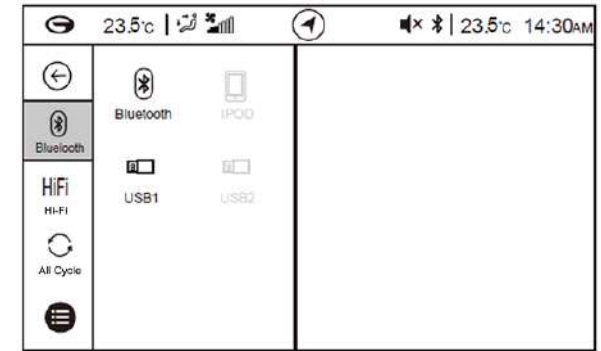 23.5°c 23.5°c 14:30AM
Bluetooth IPOD
Bluetooth
USB1 USB2
HiFi
Hi-Fi
All Cycle